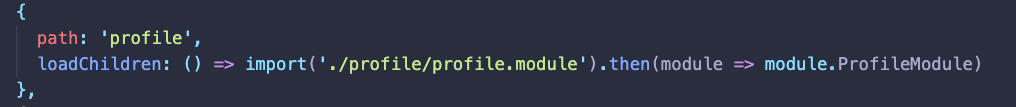 {
path: 'profile',
loadChildren: () => import('./profile/profile.module').then(module => module.ProfileModule)
},